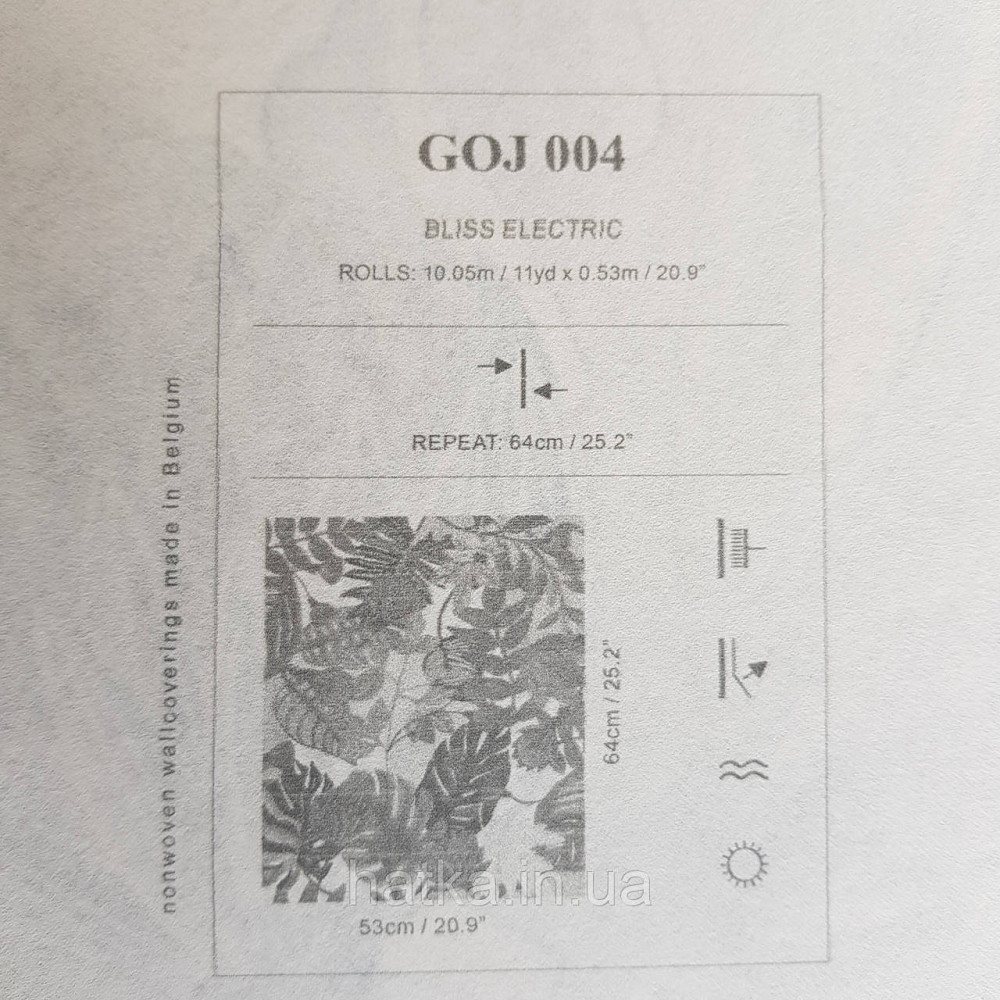 GOJ 004
BLISS ELECTRIC
ROLLS: 10.05m / 11yd x 0.53m / 20.9"
REPEAT: 64cm / 25.2"
nonwoven wallcoverings made in Belgium
64cm / 25.2"
53cm / 20.9"
hatka.in.ua